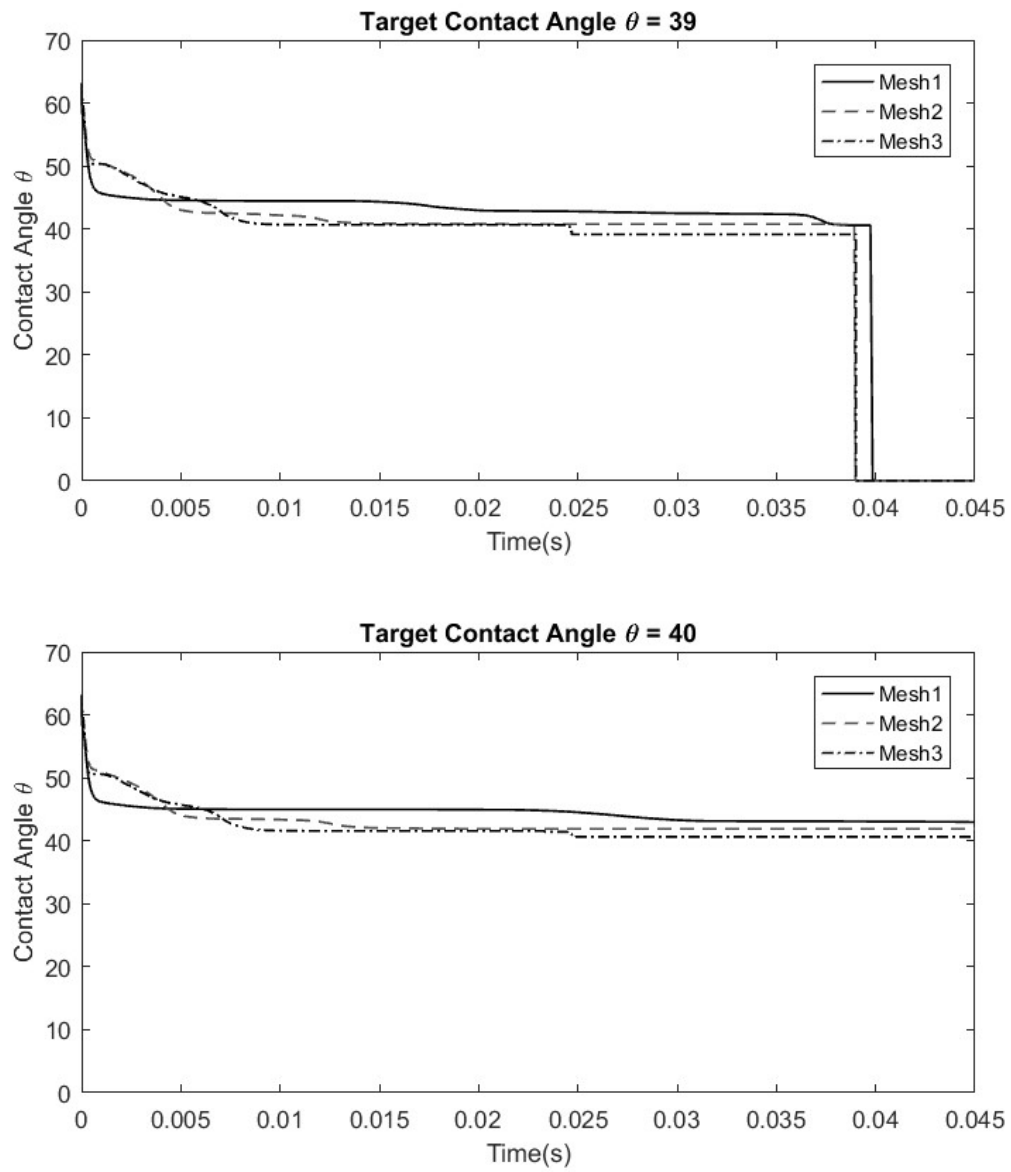 Target Contact Angle θ = 39
70
60
50
40
30
20
10
0
Contact Angle θ
Mesh1
Mesh2
Mesh3
0 0.005 0.01 0.015 0.02 0.025 0.03 0.035 0.04 0.045
Time(s)
Target Contact Angle θ = 40
70
60
50
40
30
20
10
0
Contact Angle θ
Mesh1
Mesh2
Mesh3
0 0.005 0.01 0.015 0.02 0.025 0.03 0.035 0.04 0.045
Time(s)